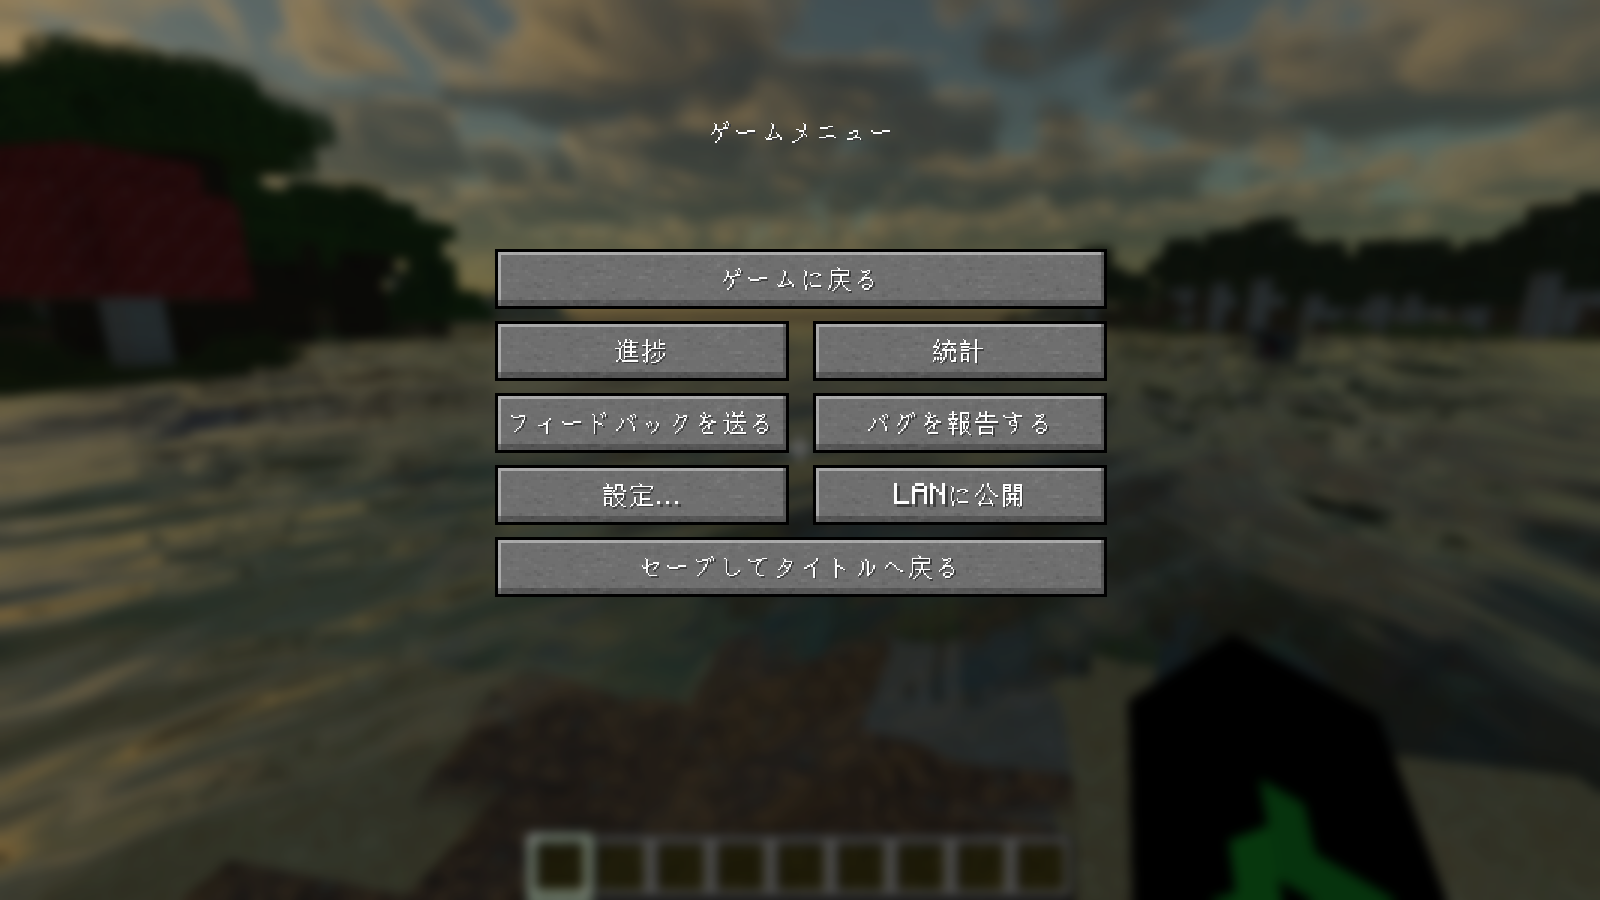 ゲームメニュー
ゲームに戻る
進捗
統計
フィードバックを送る
バグを報告する
設定...
LANに公開
セーブしてタイトルへ戻る